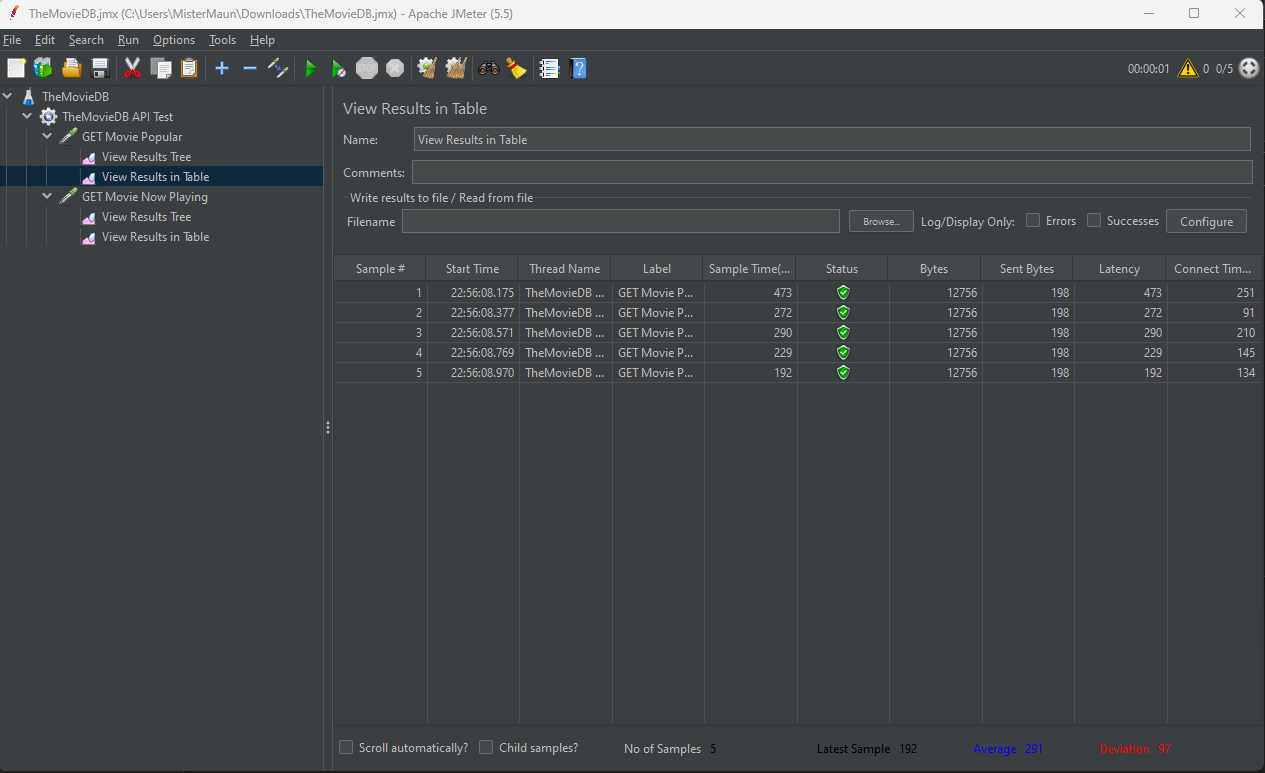 TheMovieDB.jmx (C:\Users\MisterMaun\Downloads\TheMovieDB.jmx) - Apache JMeter (5.5)
File Edit Search Run Options Tools Help
STOP 00:00:01 0 0/5
TheMovieDB
TheMovieDB API Test
GET Movie Popular
View Results Tree
View Results in Table
GET Movie Now Playing
View Results Tree
View Results in Table
View Results in Table
Name: View Results in Table
Comments:
Write results to file / Read from file
Filename Browse... Log/Display Only: Errors Successes Configure
Sample # Start Time Thread Name Label Sample Time(... Status Bytes Sent Bytes Latency Connect Tim...
1 22:56:08.175 TheMovieDB ... GET Movie P... 473 12756 198 473 251
2 22:56:08.377 TheMovieDB ... GET Movie P... 272 12756 198 272 91
3 22:56:08.571 TheMovieDB ... GET Movie P... 290 12756 198 290 210
4 22:56:08.769 TheMovieDB ... GET Movie P... 229 12756 198 229 145
5 22:56:08.970 TheMovieDB ... GET Movie P... 192 12756 198 192 134
Scroll automatically? Child samples? No of Samples 5 Latest Sample 192 Average 291 Deviation 97